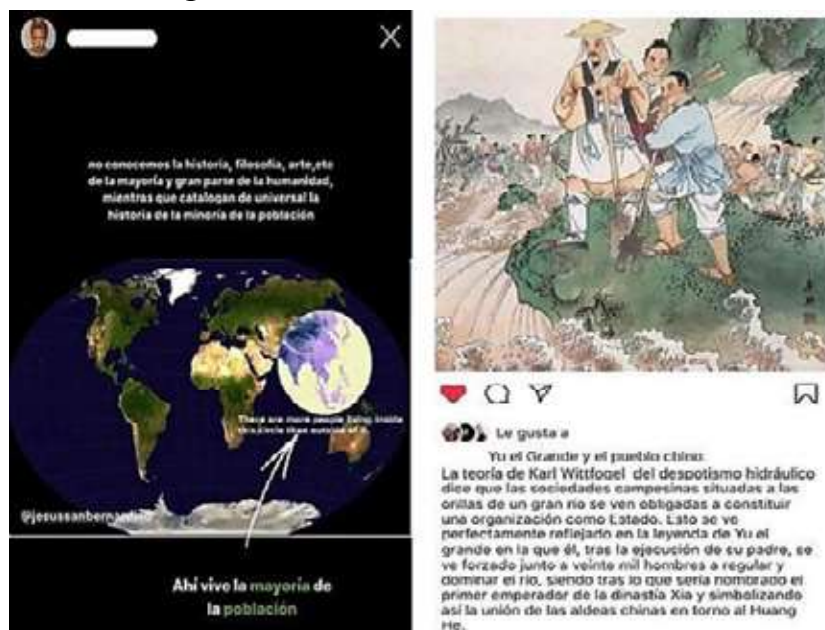 no conocemos la historia, filosofía, arte,etc
de la mayoría y gran parse de la humanidad,
mientras que catalogan de universal la
historia de la minoría de la población
There are more people living inside
this circle than outside of it.
@jesussanbernardino
Ahí vive la mayoría de
la población
Le gusta a
Yu el Grande y el pueblo chino.
La teoría de Karl Wittfogel del despotismo hidráulico
dice que las sociedades campesinas situadas a las
orillas de un gran río se ven obligadas a constituir
una organización como Estado. Esto se ve
perfectamente reflejado en la leyenda de Yu el
grande en la que él, tras la ejecución de su padre, se
ve forzado junto a veinte mil hombres a regular y
dominar el río, siendo tras lo que sería nombrado el
primer emperador de la dinastía Xia y simbolizando
así la unión de las aldeas chinas en torno al Huang
He.